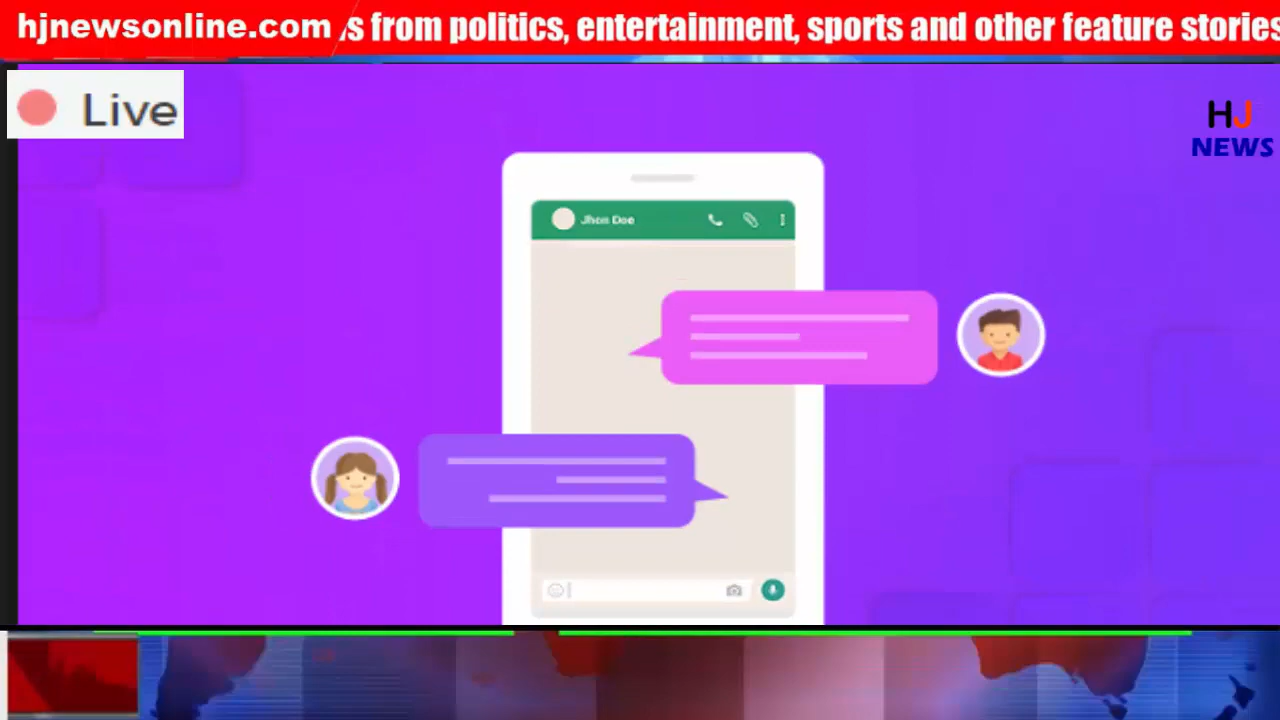 hjnewsonline.com
s from politics, entertainment, sports and other feature stories
Live
HJ
NEWS
Jhon Doe